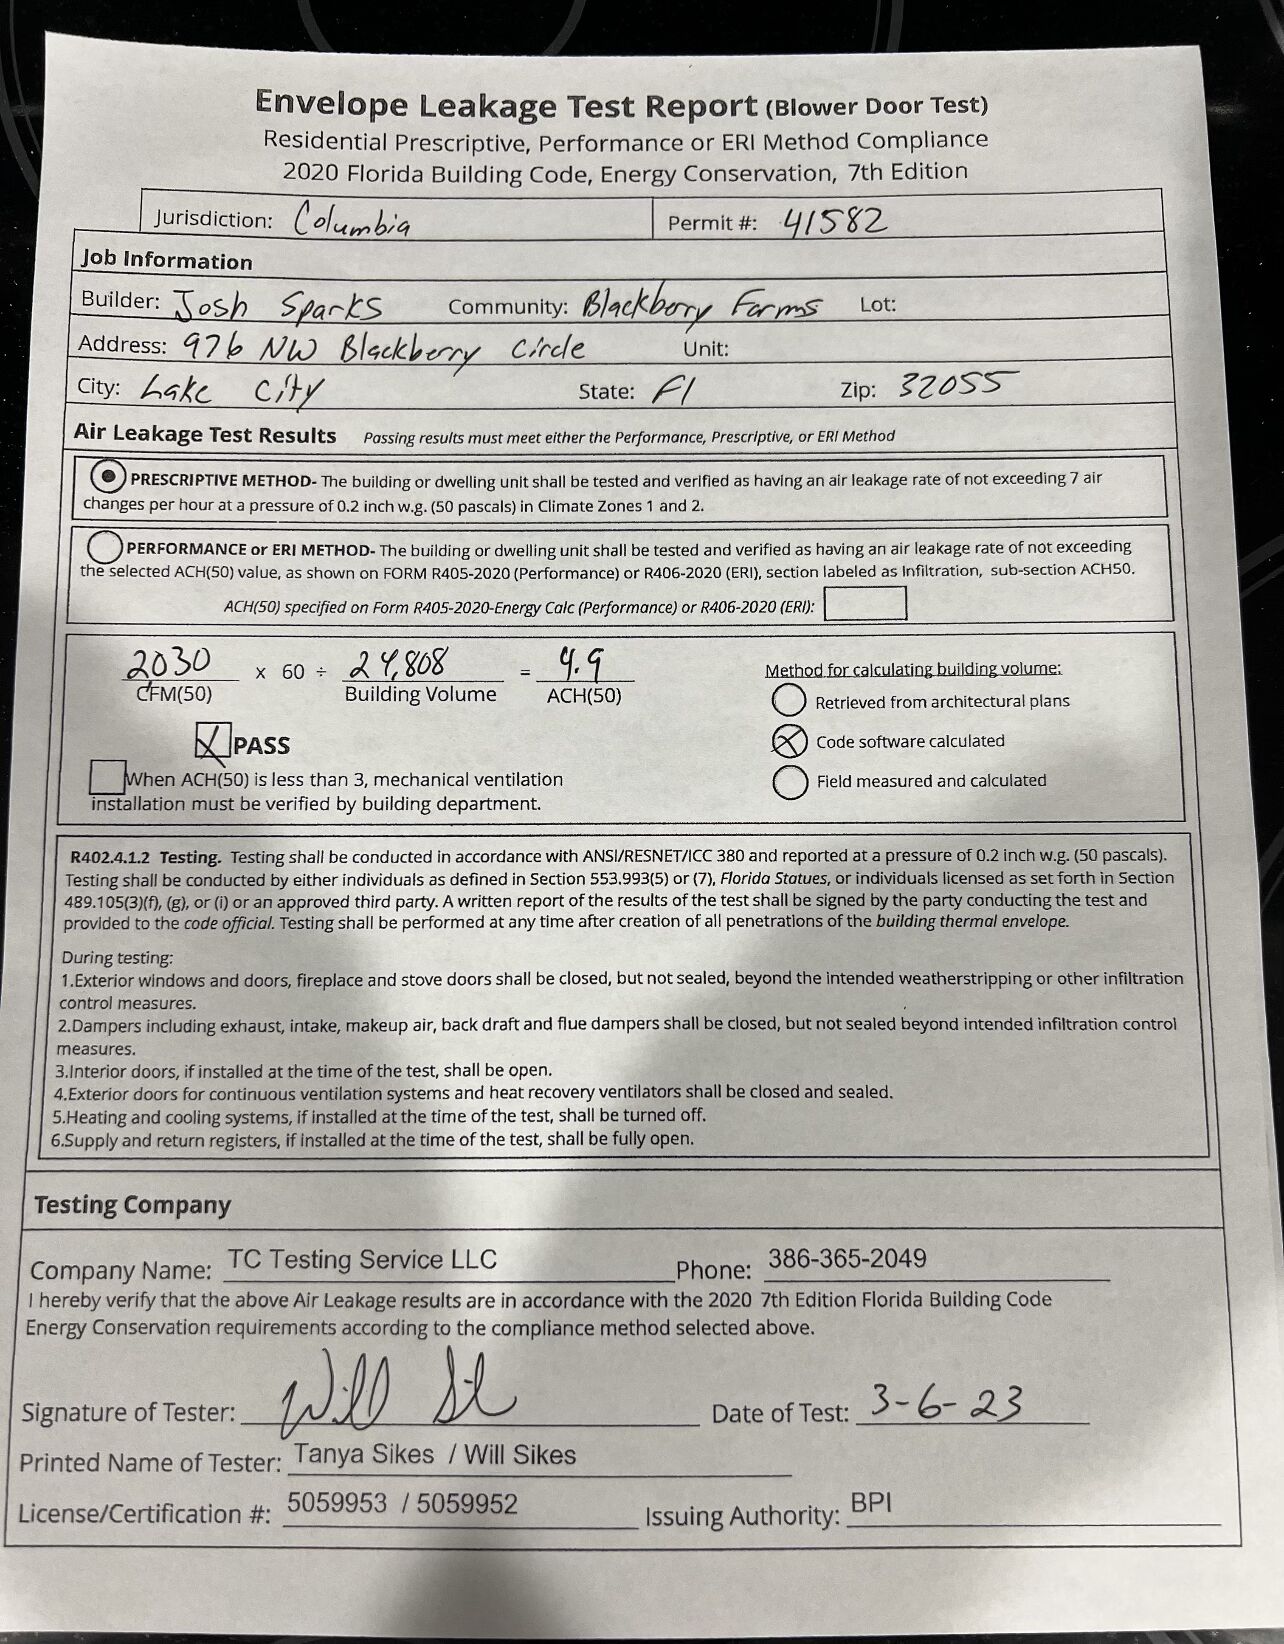 Envelope Leakage Test Report (Blower Door Test)
Residential Prescriptive, Performance or ERI Method Compliance
2020 Florida Building Code, Energy Conservation, 7th Edition
Jurisdiction: Columbia Permit #: 41582
Job Information
Builder: Josh Sparks Community: Blackberry Farms Lot:
Address: 976 NW Blackberry Circle Unit:
City: Lake City State: Fl Zip: 32055
Air Leakage Test Results Passing results must meet either the Performance, Prescriptive, or ERI Method
PRESCRIPTIVE METHOD- The building or dwelling unit shall be tested and verified as having an air leakage rate of not exceeding 7 air
changes per hour at a pressure of 0.2 inch w.g. (50 pascals) in Climate Zones 1 and 2.
PERFORMANCE or ERI METHOD- The building or dwelling unit shall be tested and verified as having an air leakage rate of not exceeding
the selected ACH(50) value, as shown on FORM R405-2020 (Performance) or R406-2020 (ERI), section labeled as Infiltration, sub-section ACH50.
ACH(50) specified on Form R405-2020-Energy Calc (Performance) or R406-2020 (ERI):
2030 x 60 ÷ 24,808 = 4.9
CFM(50) Building Volume ACH(50)
Method for calculating building volume:
Retrieved from architectural plans
X Code software calculated
Field measured and calculated
X PASS
When ACH(50) is less than 3, mechanical ventilation
installation must be verified by building department.
R402.4.1.2 Testing. Testing shall be conducted in accordance with ANSI/RESNET/ICC 380 and reported at a pressure of 0.2 inch w.g. (50 pascals).
Testing shall be conducted by either individuals as defined in Section 553.993(5) or (7), Florida Statues, or individuals licensed as set forth in Section
489.105(3)(f), (g), or (i) or an approved third party. A written report of the results of the test shall be signed by the party conducting the test and
provided to the code official. Testing shall be performed at any time after creation of all penetrations of the building thermal envelope.
During testing:
1.Exterior windows and doors, fireplace and stove doors shall be closed, but not sealed, beyond the intended weatherstripping or other infiltration
control measures.
2.Dampers including exhaust, intake, makeup air, back draft and flue dampers shall be closed, but not sealed beyond intended infiltration control
measures.
3.Interior doors, if installed at the time of the test, shall be open.
4.Exterior doors for continuous ventilation systems and heat recovery ventilators shall be closed and sealed.
5.Heating and cooling systems, if installed at the time of the test, shall be turned off.
6.Supply and return registers, if installed at the time of the test, shall be fully open.
Testing Company
Company Name: TC Testing Service LLC Phone: 386-365-2049
I hereby verify that the above Air Leakage results are in accordance with the 2020 7th Edition Florida Building Code
Energy Conservation requirements according to the compliance method selected above.
Signature of Tester: Will Date of Test: 3-6-23
Printed Name of Tester: Tanya Sikes / Will Sikes
License/Certification #: 5059953 / 5059952 Issuing Authority: BPI